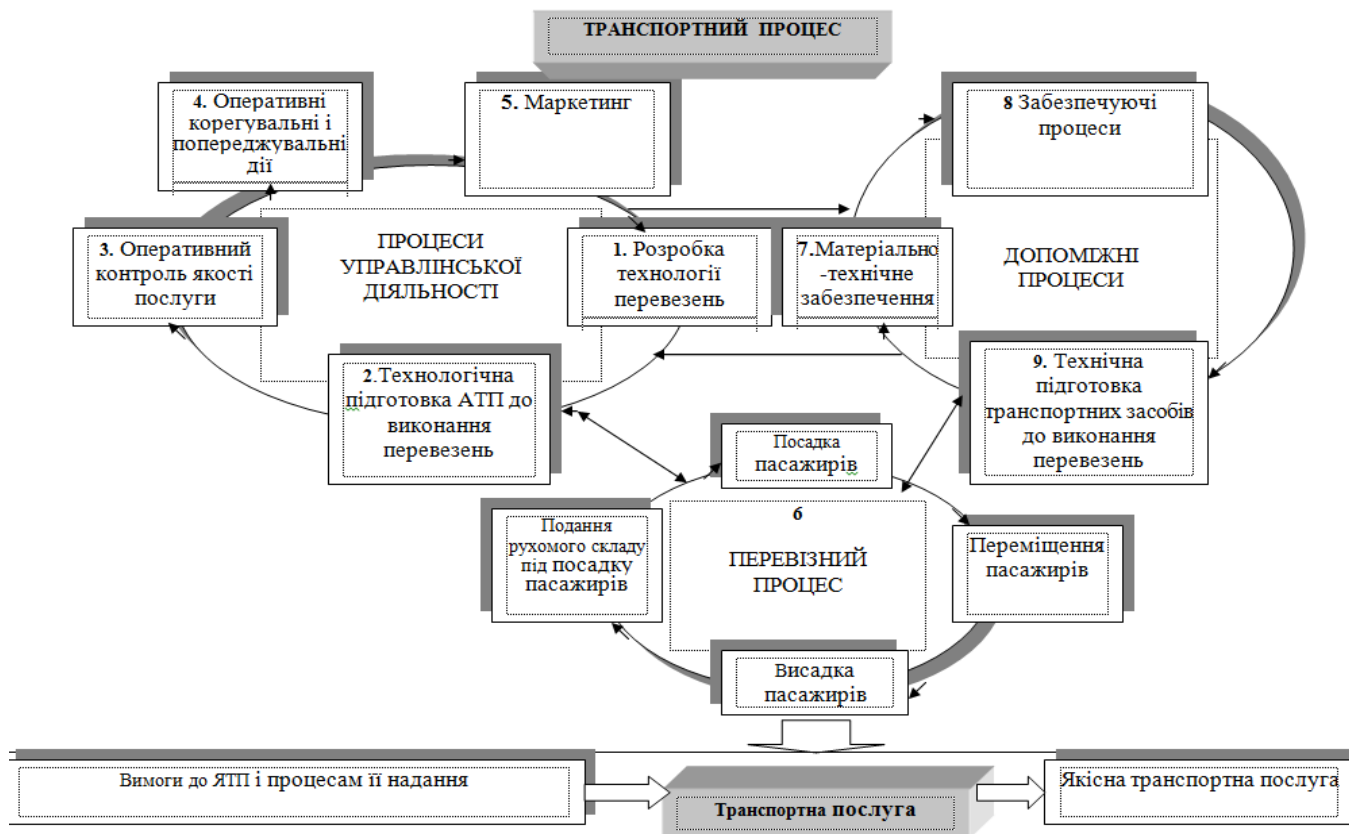 ТРАНСПОРТНИЙ ПРОЦЕС
4. Оперативні
корегувальні і
попереджувальні
дії
5. Маркетинг
8 Забезпечуючі
процеси
3. Оперативний
контроль якості
послуги
ПРОЦЕСИ
УПРАВЛІНСЬКОЇ
ДІЯЛЬНОСТІ
1. Розробка
технології
перевезень
7.Матеріально
-технічне
забезпечення
ДОПОМІЖНІ
ПРОЦЕСИ
2.Технологічна
підготовка АТП до
виконання
перевезень
9. Технічна
підготовка
транспортних засобів
до виконання
перевезень
Посадка
пасажирів
Подання
рухомого складу
під посадку
пасажирів
6
ПЕРЕВІЗНИЙ
ПРОЦЕС
Переміщення
пасажирів
Висадка
пасажирів
Вимоги до ЯТП і процесам її надання
Транспортна послуга
Якісна транспортна послуга